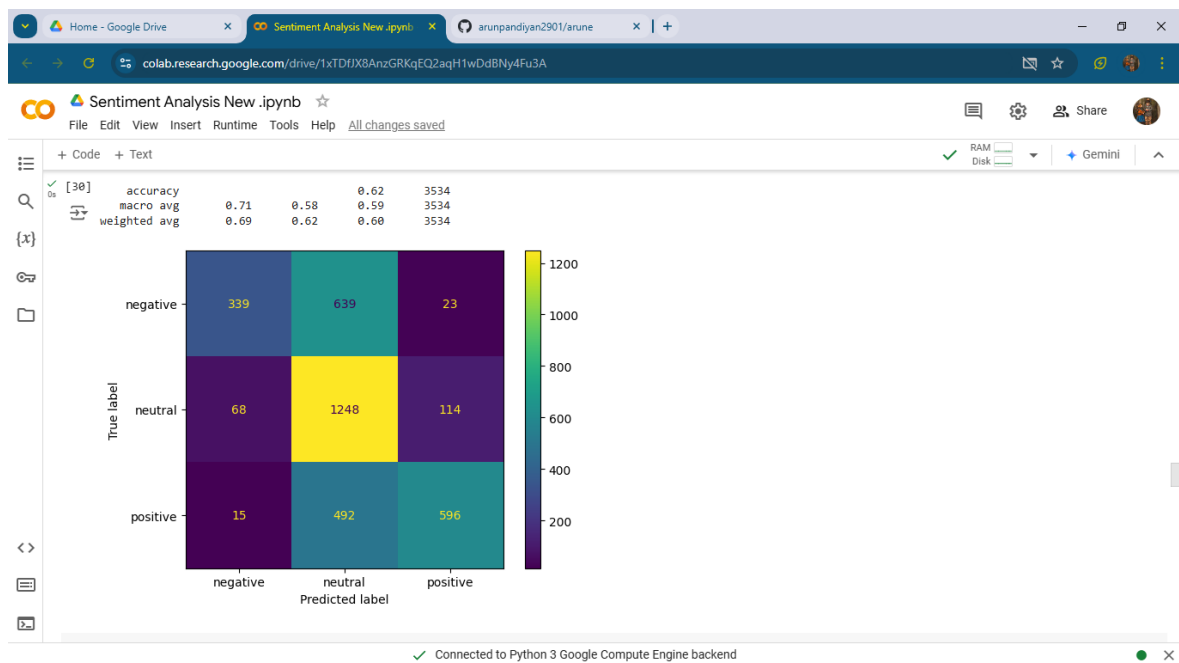 Home - Google Drive
Sentiment Analysis New .ipynb
arunpandiyan2901/arune
colab.research.google.com/drive/1xTDfJX8AnzGRKqEQ2aqH1wDdBNy4Fu3A
Sentiment Analysis New .ipynb
File Edit View Insert Runtime Tools Help All changes saved
Share
+ Code + Text
RAM
Disk
Gemini
[30]
0s
accuracy 0.62 3534
macro avg 0.71 0.58 0.59 3534
weighted avg 0.69 0.62 0.60 3534
{x}
negative 339 639 23
neutral 68 1248 114
positive 15 492 596
True label
negative neutral positive
Predicted label
1200
1000
800
600
400
200
Connected to Python 3 Google Compute Engine backend